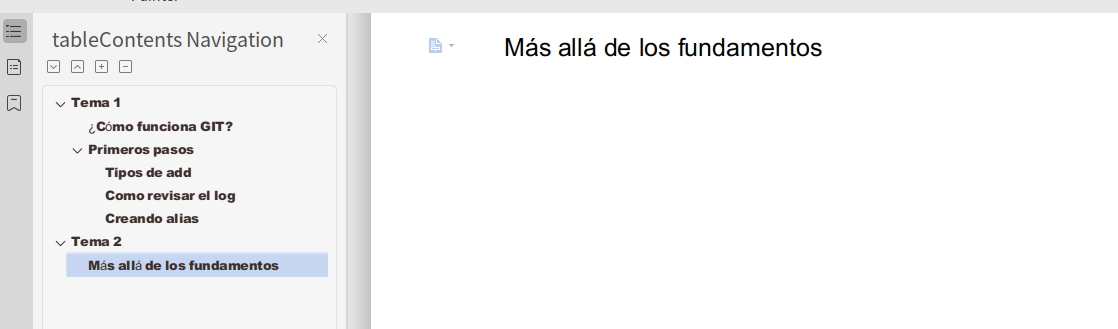 tableContents Navigation
Tema 1
¿Cómo funciona GIT?
Primeros pasos
Tipos de add
Como revisar el log
Creando alias
Tema 2
Más allá de los fundamentos
Más allá de los fundamentos